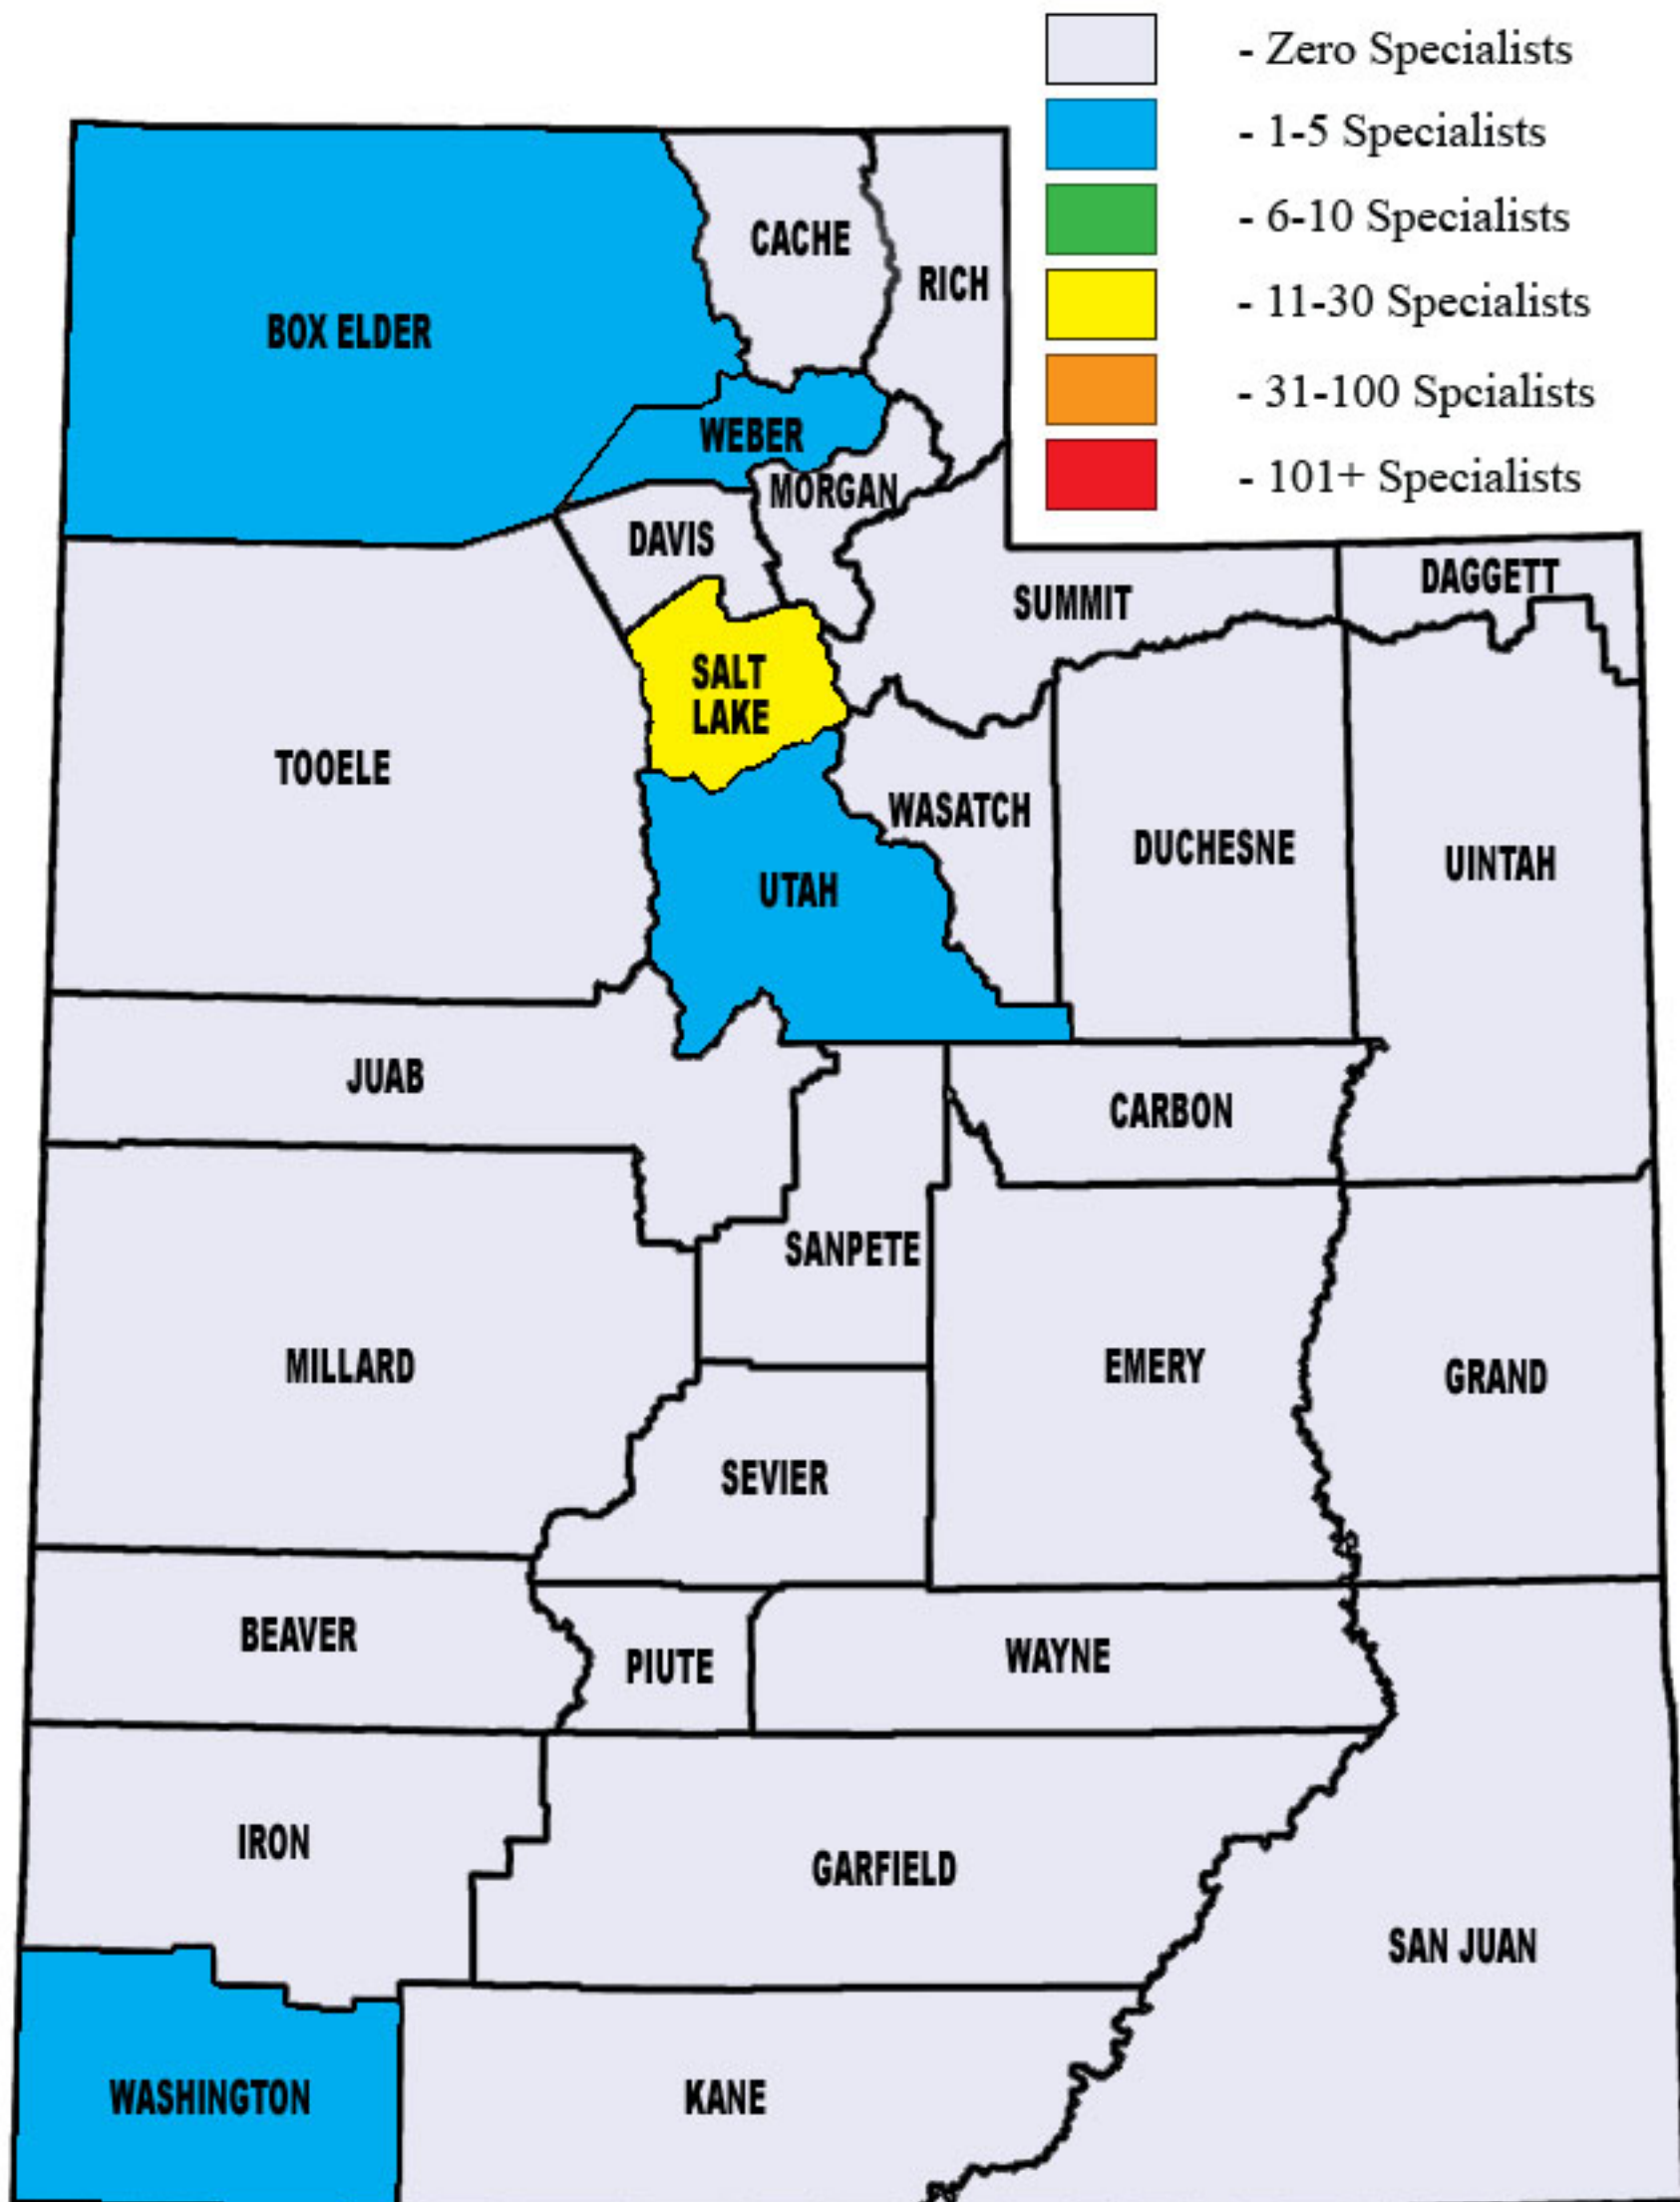 - Zero Specialists
- 1-5 Specialists
- 6-10 Specialists
- 11-30 Specialists
- 31-100 Spcialists
- 101+ Specialists
CACHE
RICH
BOX ELDER
WEBER
MORGAN
DAVIS
DAGGETT
SUMMIT
SALT
LAKE
TOOELE
WASATCH
DUCHESNE
UINTAH
UTAH
JUAB
CARBON
SANPETE
MILLARD
EMERY
GRAND
SEVIER
BEAVER
PIUTE
WAYNE
IRON
GARFIELD
SAN JUAN
WASHINGTON
KANE